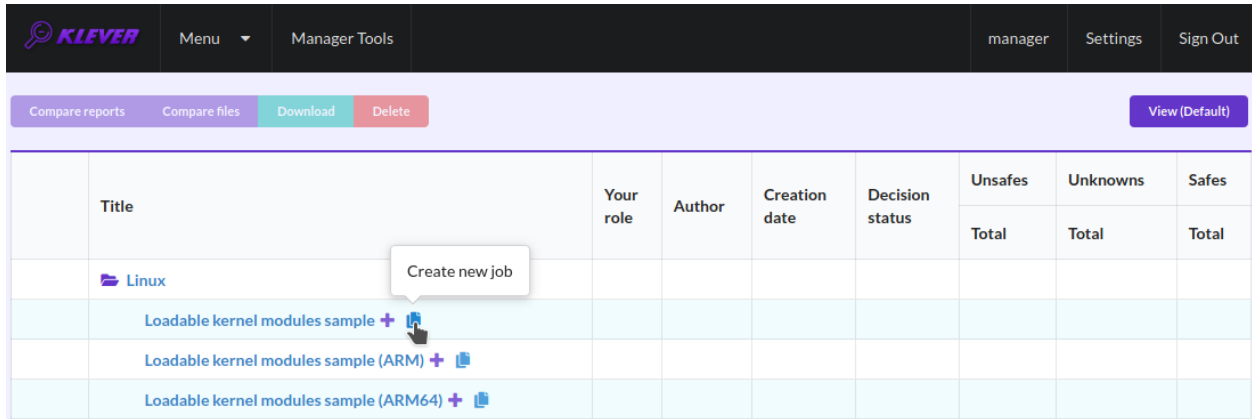 KLEVER Menu Manager Tools manager Settings Sign Out
Compare reports Compare files Download Delete View (Default)
Title Your role Author Creation date Decision status Unsafes Unknowns Safes
Total Total Total
Create new job
Linux
Loadable kernel modules sample
Loadable kernel modules sample (ARM)
Loadable kernel modules sample (ARM64)